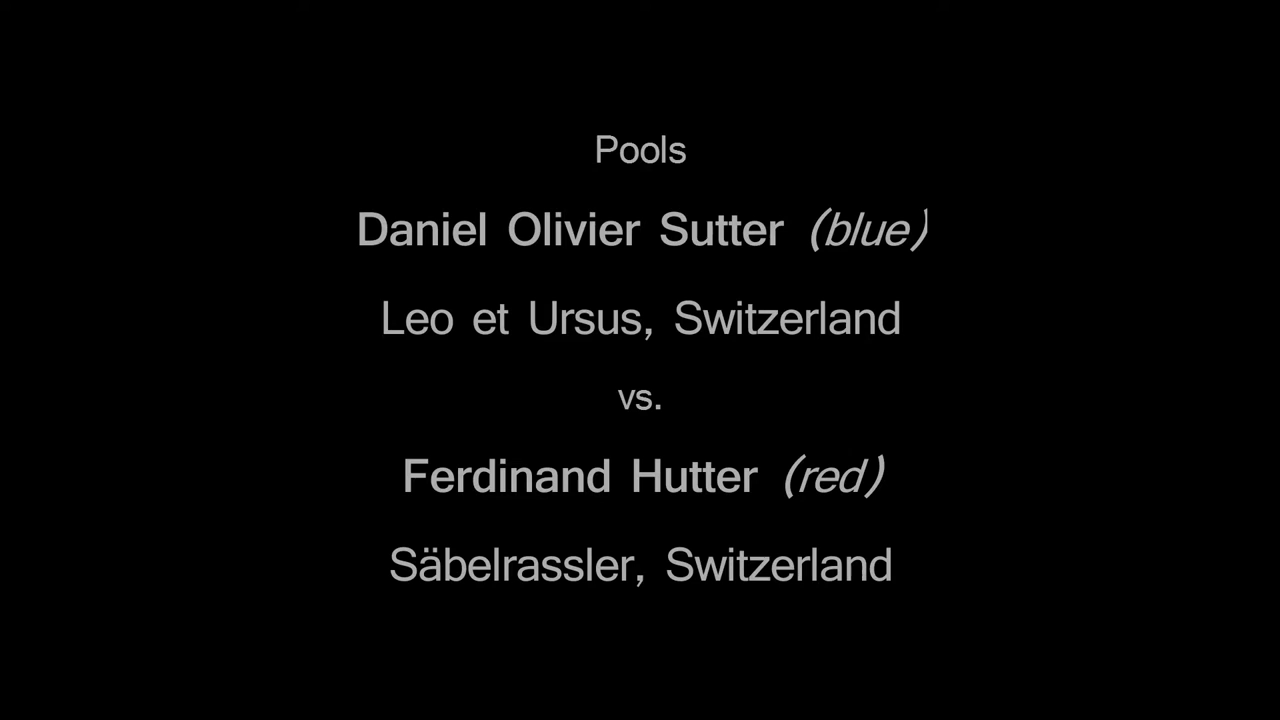 Pools
Daniel Olivier Sutter (blue)
Leo et Ursus, Switzerland
vs.
Ferdinand Hutter (red)
Säbelrassler, Switzerland